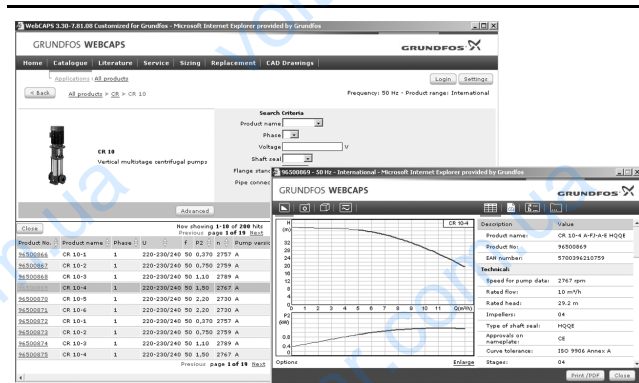 WebCAPS 3.30-7.81.08 Customized for Grundfos - Microsoft Internet Explorer provided by Grundfos
GRUNDFOS WEBCAPS
GRUNDFOS
Home Catalogue Literature Service Sizing Replacement CAD Drawings
Applications All products
Login Settings
< Back All products > CR > CR 10
Frequency: 50 Hz - Product range: International
CR 10
Vertical multistage centrifugal pumps
Search Criteria
Product name
Phase
Voltage V
Shaft seal
Flange stanc
Pipe connec
Advanced
Close
Now showing 1-10 of 200 hits
Previous page 1 of 19 Next
Product No. Product name Phase U f P2 n Pump versio
96500866 CR 10-1 1 220-230/240 50 0,370 2757 A
96500867 CR 10-2 1 220-230/240 50 0,750 2759 A
96500868 CR 10-3 1 220-230/240 50 1,10 2789 A
CR 10-4 1 220-230/240 50 1,50 2767 A
96500870 CR 10-5 1 220-230/240 50 2,20 2730 A
96500871 CR 10-6 1 220-230/240 50 2,20 2730 A
96500872 CR 10-1 1 220-230/240 50 0,370 2757 A
96500873 CR 10-2 1 220-230/240 50 0,750 2759 A
96500874 CR 10-3 1 220-230/240 50 1,10 2789 A
96500875 CR 10-4 1 220-230/240 50 1,50 2767 A
Previous page 1 of 19 Next
96500869 - 50 Hz - International - Microsoft Internet Explorer provided by Grundfos
GRUNDFOS WEBCAPS
GRUNDFOS
H
(m)
CR 10-4
32
28
24
20
16
12
8
4
0
0 1 2 3 4 5 6 7 8 9 10 11 Q(m³/h)
P2
(kW)
0.8
0.4
0
Options
Enlarge
Description Value
Product name: CR 10-4 A-FJ-A-E HQQE
Product No: 96500869
EAN number: 5700396210759
Technical:
Speed for pump data: 2767 rpm
Rated flow: 10 m³/h
Rated head: 29.2 m
Impellers: 04
Type of shaft seal: HQQE
Approvals on
nameplate: CE
Curve tolerance: ISO 9906 Annex A
Stages: 04
Print/PDF Close